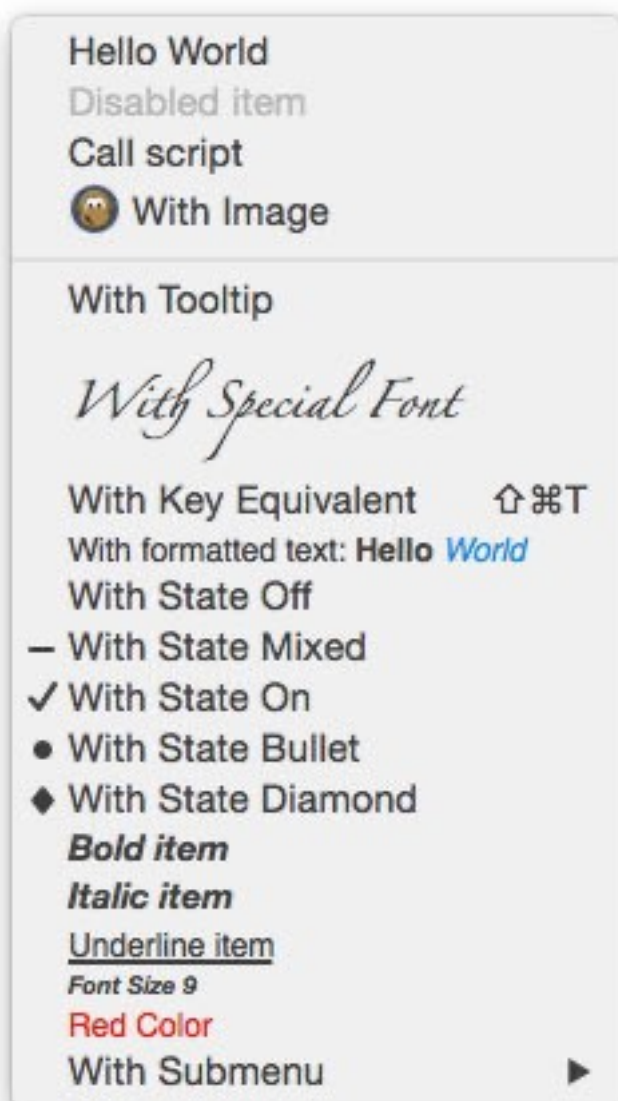 Hello World
Disabled item
Call script
With Image
With Tooltip
With Special Font
With Key Equivalent ⇧⌘T
With formatted text: Hello World
With State Off
With State Mixed
With State On
With State Bullet
With State Diamond
Bold item
Italic item
Underline item
Font Size 9
Red Color
With Submenu